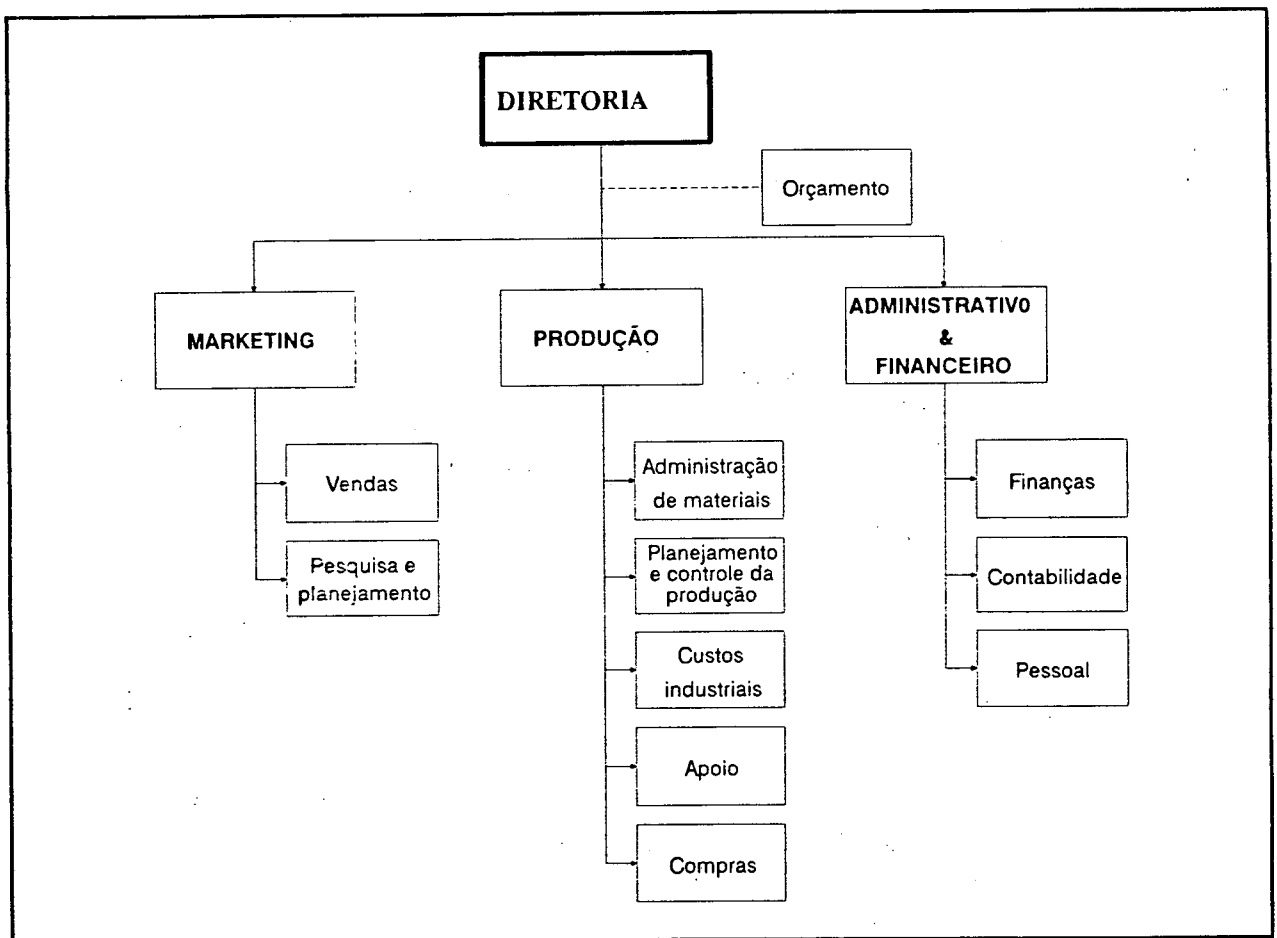 DIRETORIA
Orçamento
MARKETING
PRODUÇÃO
ADMINISTRATIVO
&
FINANCEIRO
Vendas
Pesquisa e
planejamento
Administração
de materiais
Planejamento
e controle da
produção
Custos
industriais
Apoio
Compras
Finanças
Contabilidade
Pessoal